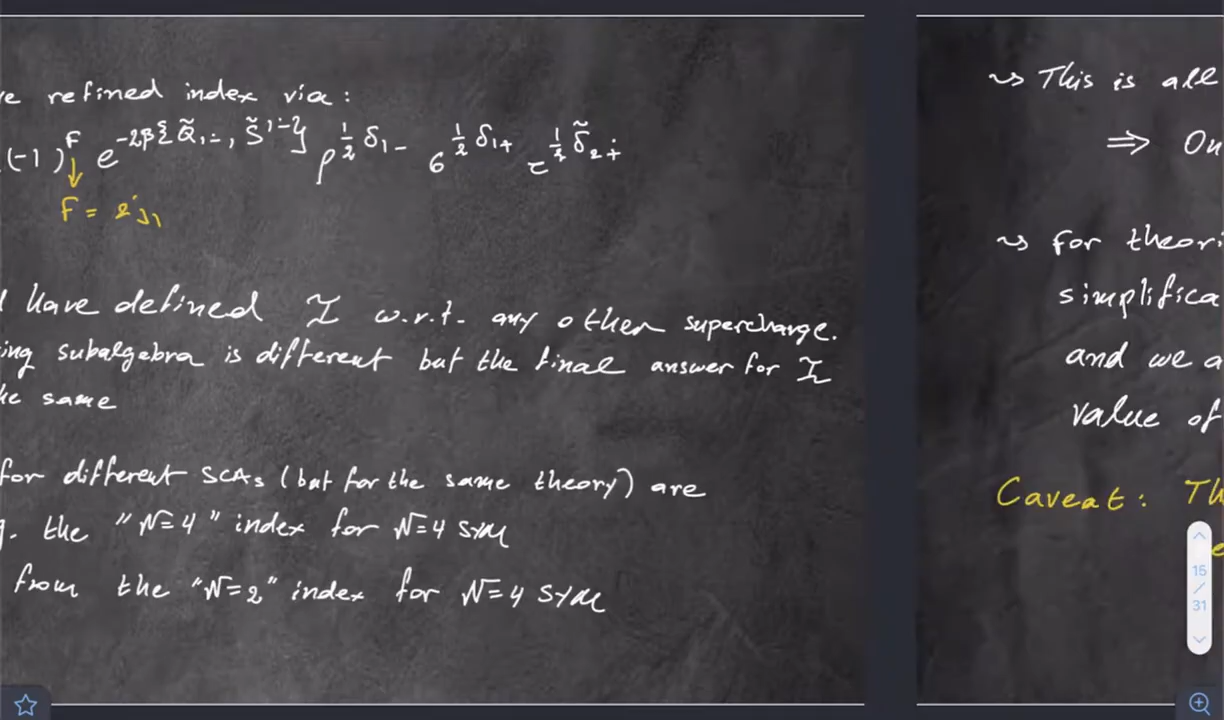 e refined index via:
(-1)^F e^{-2β{Q̃_{1∸}, S̃^{1∸}}} ρ^{½ δ_{1-}} σ^{½ δ_{1+}} τ^{½ δ̃_{2∔}}
F = 2j₁
have defined I w.r.t. any other supercharge.
ing subalgebra is different but the final answer for I
he same
for different SCAs (but for the same theory) are
g. the "N=4" index for N=4 SYM
from the "N=2" index for N=4 SYM
~> This is all
⇒ On
~> for theori
simplifica
and we a
value of
Caveat: Th
e
15
/
31